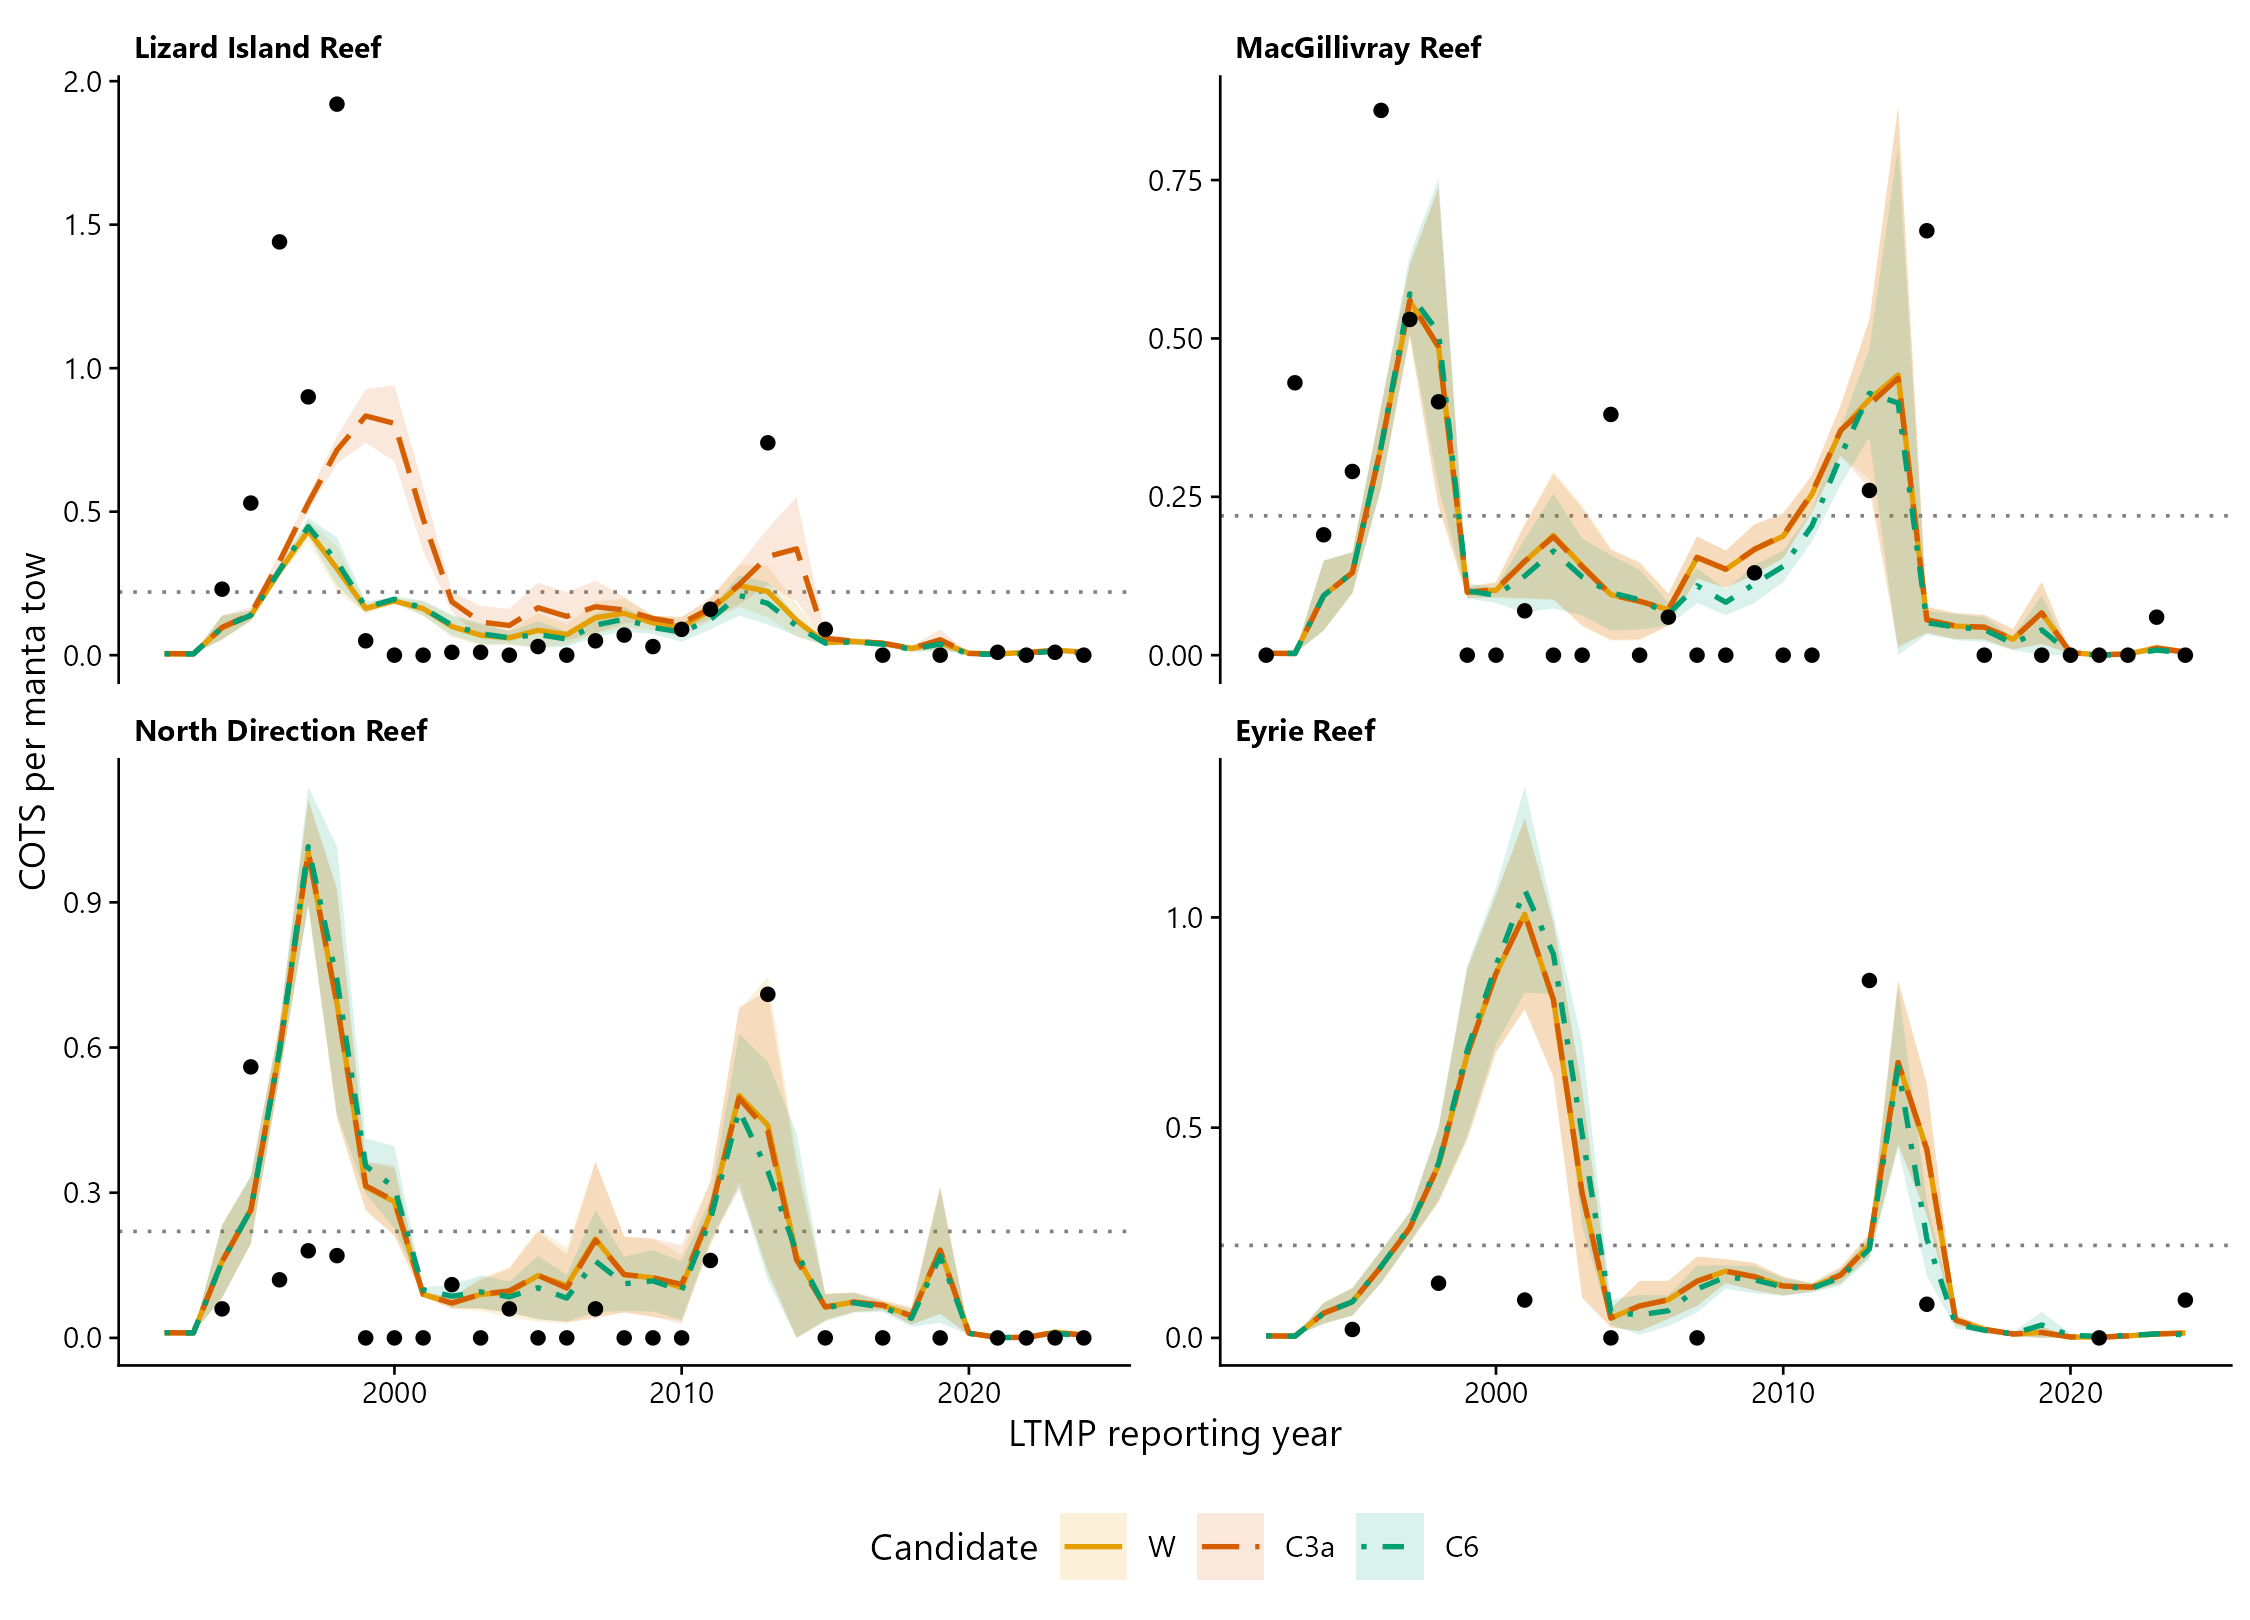 Lizard Island Reef
MacGillivray Reef
2.0
1.5
1.0
0.5
0.0
0.75
0.50
0.25
0.00
COTS per manta tow
North Direction Reef
Eyrie Reef
0.9
0.6
0.3
0.0
1.0
0.5
0.0
2000 2010 2020
2000 2010 2020
LTMP reporting year
Candidate W C3a C6